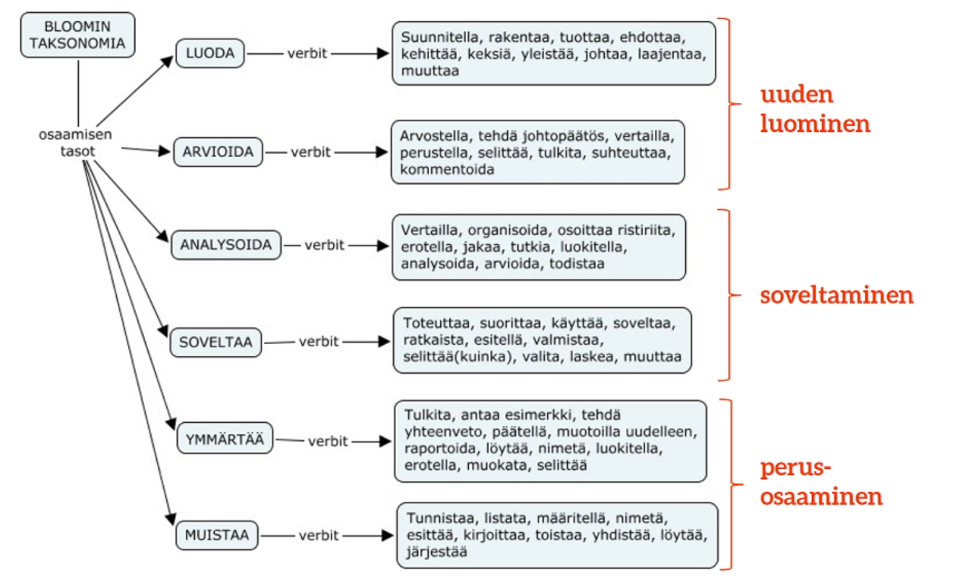 BLOOMIN
TAKSONOMIA
osaamisen
tasot
LUODA
verbit
Suunnitella, rakentaa, tuottaa, ehdottaa,
kehittää, keksiä, yleistää, johtaa, laajentaa,
muuttaa
ARVIOIDA
verbit
Arvostella, tehdä johtopäätös, vertailla,
perustella, selittää, tulkita, suhteuttaa,
kommentoida
uuden
luominen
ANALYSOIDA
verbit
Vertailla, organisoida, osoittaa ristiriita,
erotella, jakaa, tutkia, luokitella,
analysoida, arvioida, todistaa
SOVELTAA
verbit
Toteuttaa, suorittaa, käyttää, soveltaa,
ratkaista, esitellä, valmistaa,
selittää(kuinka), valita, laskea, muuttaa
soveltaminen
YMMÄRTÄÄ
verbit
Tulkita, antaa esimerkki, tehdä
yhteenveto, päätellä, muotoilla uudelleen,
raportoida, löytää, nimetä, luokitella,
erotella, muokata, selittää
MUISTAA
verbit
Tunnistaa, listata, määritellä, nimetä,
esittää, kirjoittaa, toistaa, yhdistää, löytää,
järjestää
perus-
osaaminen